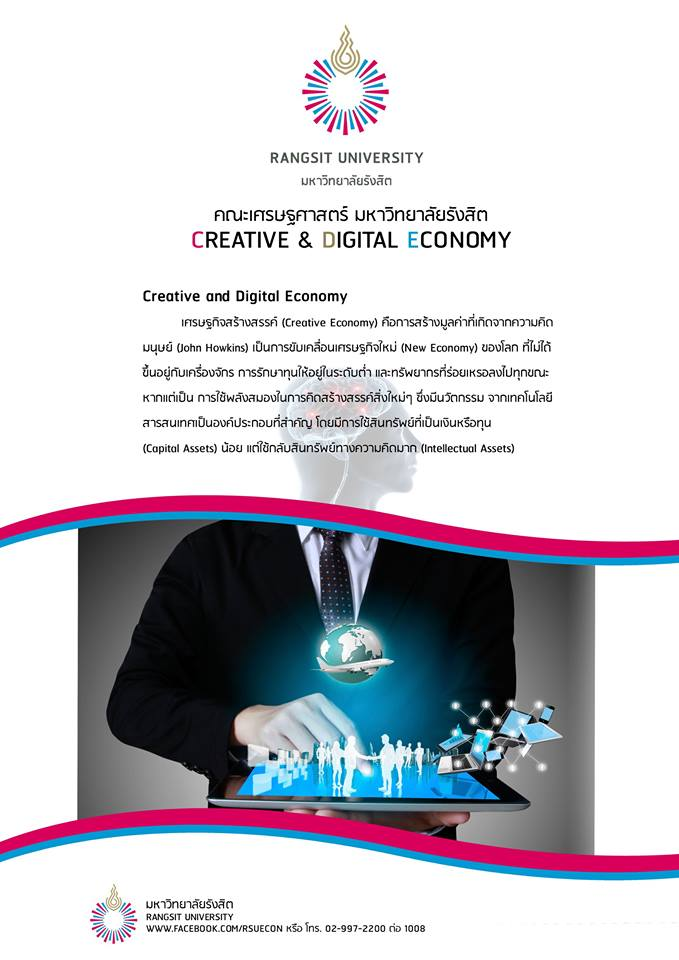 RANGSIT UNIVERSITY
มหาวิทยาลัยรังสิต
คณะเศรษฐศาสตร์ มหาวิทยาลัยรังสิต
CREATIVE & DIGITAL ECONOMY
Creative and Digital Economy
เศรษฐกิจสร้างสรรค์ (Creative Economy) คือการสร้างมูลค่าที่เกิดจากความคิด
มนุษย์ (John Howkins) เป็นการขับเคลื่อนเศรษฐกิจใหม่ (New Economy) ของโลก ที่ไม่ได้
ขึ้นอยู่กับเครื่องจักร การรักษาทุนให้อยู่ในระดับต่ำ และทรัพยากรที่ร่อยเหรอลงไปทุกขณะ
หากแต่เป็น การใช้พลังสมองในการคิดสร้างสรรค์สิ่งใหม่ๆ ซึ่งมีนวัตกรรม จากเทคโนโลยี
สารสนเทศเป็นองค์ประกอบที่สำคัญ โดยมีการใช้สินทรัพย์ที่เป็นเงินหรือทุน
(Capital Assets) น้อย แต่ใช้กลับสินทรัพย์ทางความคิดมาก (Intellectual Assets)
มหาวิทยาลัยรังสิต
RANGSIT UNIVERSITY
WWW.FACEBOOK.COM/RSUECON หรือ โทร. 02-997-2200 ต่อ 1008